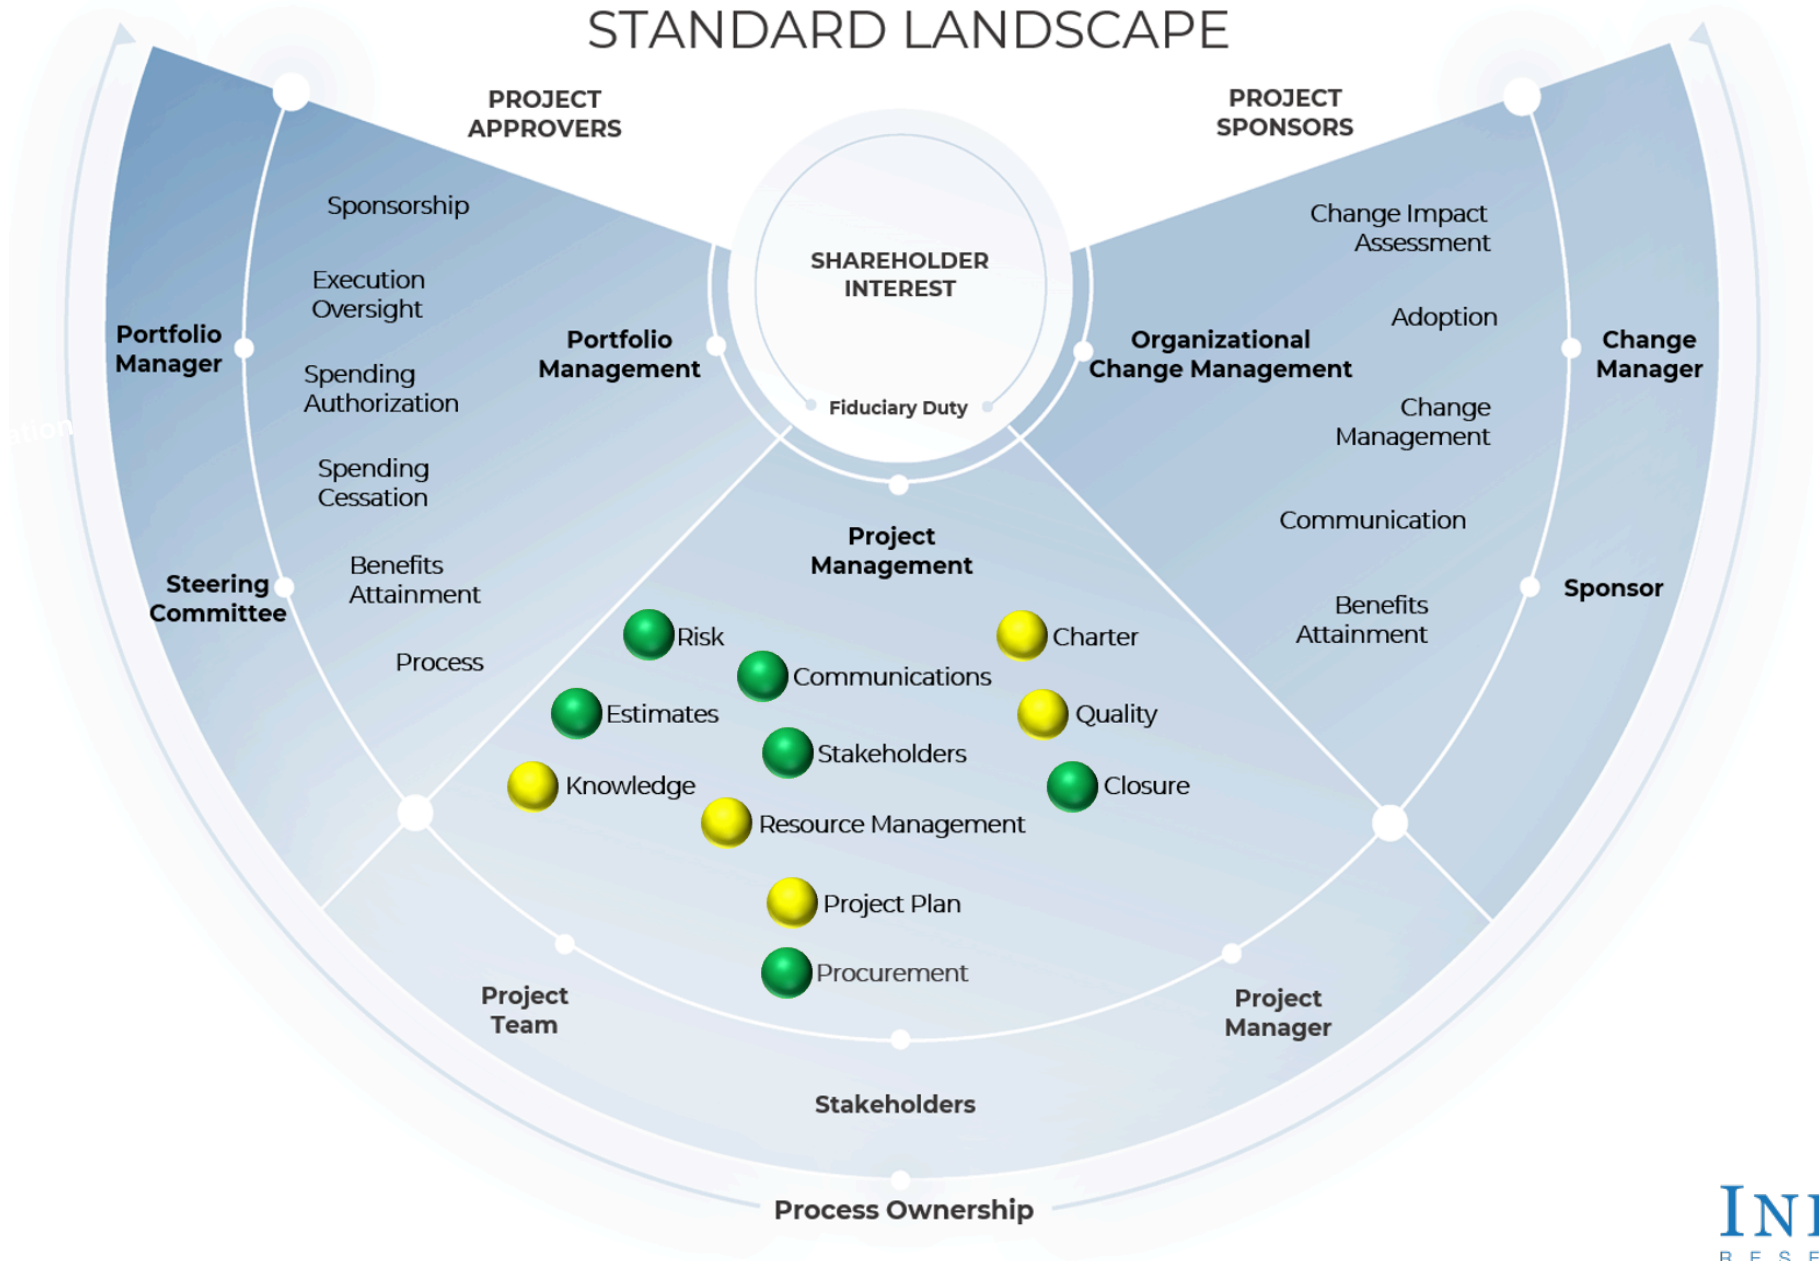 STANDARD LANDSCAPE
PROJECT
APPROVERS
PROJECT
SPONSORS
SHAREHOLDER
INTEREST
Fiduciary Duty
Portfolio
Manager
Steering
Committee
Sponsorship
Execution
Oversight
Spending
Authorization
Spending
Cessation
Benefits
Attainment
Process
Portfolio
Management
Organizational
Change Management
Change Impact
Assessment
Adoption
Change
Management
Communication
Benefits
Attainment
Change
Manager
Sponsor
Project
Management
Risk
Charter
Communications
Estimates
Quality
Stakeholders
Knowledge
Closure
Resource Management
Project Plan
Procurement
Project
Team
Project
Manager
Stakeholders
Process Ownership